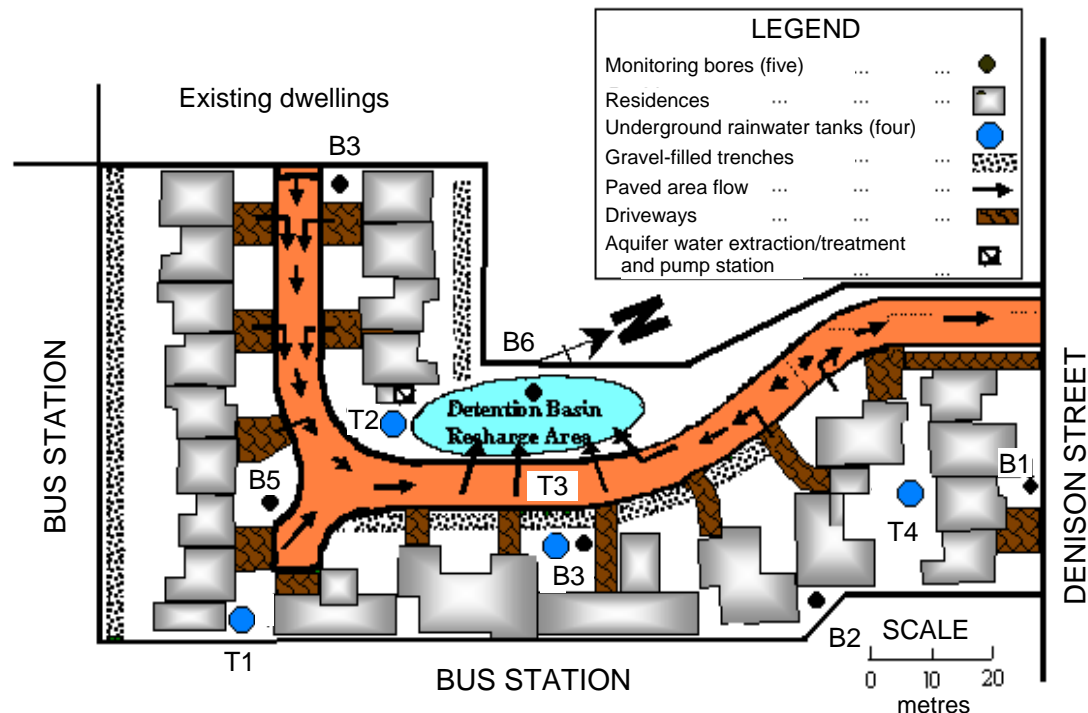 LEGEND
Monitoring bores (five) ... ...
Residences ... ... ...
Underground rainwater tanks (four)
Gravel-filled trenches ... ...
Paved area flow ... ... ...
Driveways ... ... ...
Aquifer water extraction/treatment
and pump station ... ...
Existing dwellings
B3
B6
N
BUS STATION
T2
Detention Basin
Recharge Area
B5
T3
B1
T4
B3
DENISON STREET
T1
B2
SCALE
BUS STATION
0 10 20
metres